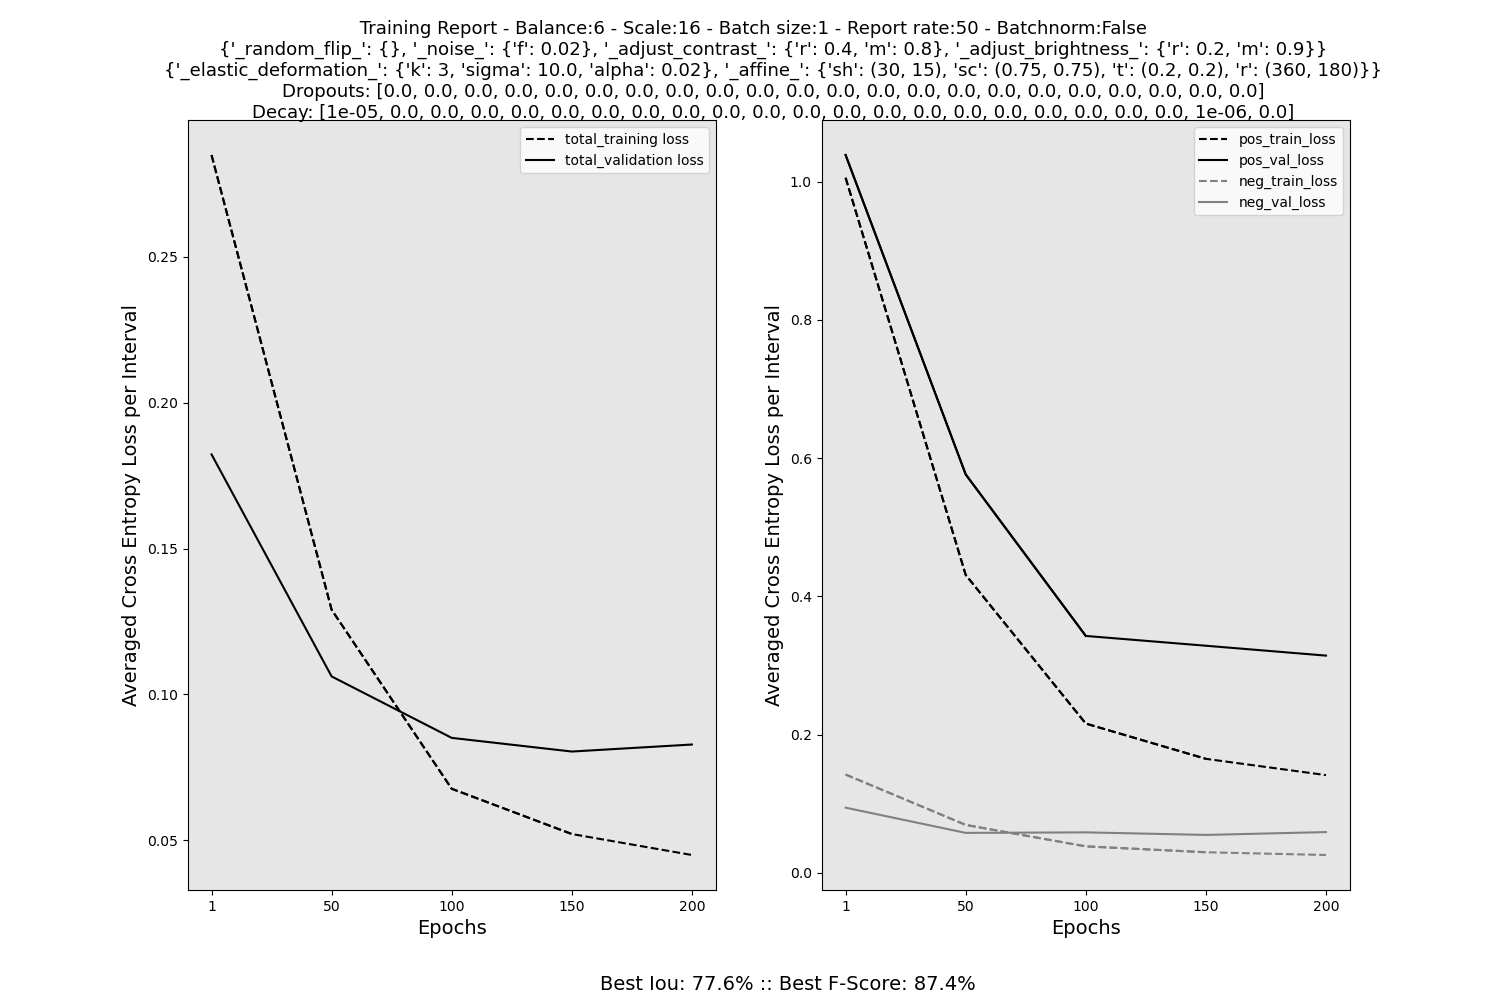 Training Report - Balance:6 - Scale:16 - Batch size:1 - Report rate:50 - Batchnorm:False
{'_random_flip_': {}, '_noise_': {'f': 0.02}, '_adjust_contrast_': {'r': 0.4, 'm': 0.8}, '_adjust_brightness_': {'r': 0.2, 'm': 0.9}}
{'_elastic_deformation_': {'k': 3, 'sigma': 10.0, 'alpha': 0.02}, '_affine_': {'sh': (30, 15), 'sc': (0.75, 0.75), 't': (0.2, 0.2), 'r': (360, 180)}}
Dropouts: [0.0, 0.0, 0.0, 0.0, 0.0, 0.0, 0.0, 0.0, 0.0, 0.0, 0.0, 0.0, 0.0, 0.0, 0.0, 0.0, 0.0, 0.0, 0.0, 0.0, 0.0, 0.0]
Decay: [1e-05, 0.0, 0.0, 0.0, 0.0, 0.0, 0.0, 0.0, 0.0, 0.0, 0.0, 0.0, 0.0, 0.0, 0.0, 0.0, 0.0, 0.0, 0.0, 0.0, 0.0, 1e-06, 0.0]
total_training loss
total_validation loss
0.25
0.20
0.15
0.10
0.05
Averaged Cross Entropy Loss per Interval
1
50
100
150
200
Epochs
pos_train_loss
pos_val_loss
neg_train_loss
neg_val_loss
1.0
0.8
0.6
0.4
0.2
0.0
Averaged Cross Entropy Loss per Interval
1
50
100
150
200
Epochs
Best Iou: 77.6% :: Best F-Score: 87.4%